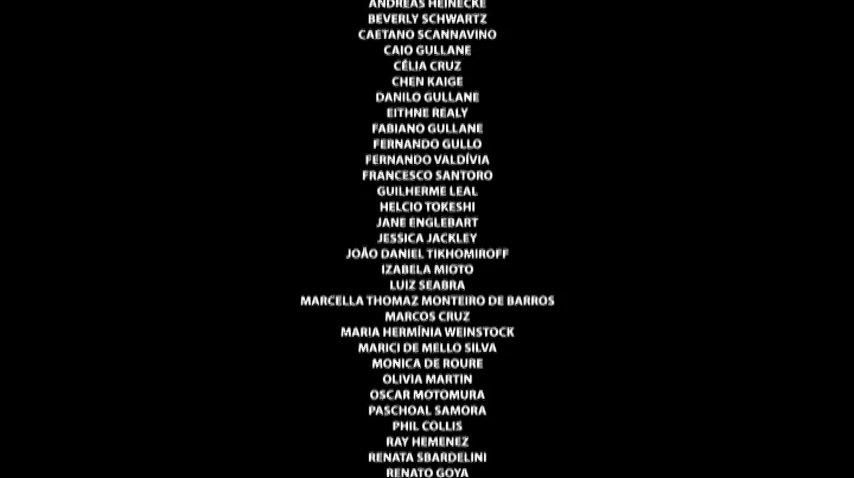 ANDREAS HEINECKE
BEVERLY SCHWARTZ
CAETANO SCANNAVINO
CAIO GULLANE
CÉLIA CRUZ
CHEN KAIGE
DANILO GULLANE
EITHNE REALY
FABIANO GULLANE
FERNANDO GULLO
FERNANDO VALDÍVIA
FRANCESCO SANTORO
GUILHERME LEAL
HELCIO TOKESHI
JANE ENGLEBART
JESSICA JACKLEY
JOÃO DANIEL TIKHOMIROFF
IZABELA MIOTO
LUIZ SEABRA
MARCELLA THOMAZ MONTEIRO DE BARROS
MARCOS CRUZ
MARIA HERMÍNIA WEINSTOCK
MARICI DE MELLO SILVA
MONICA DE ROURE
OLIVIA MARTIN
OSCAR MOTOMURA
PASCHOAL SAMORA
PHIL COLLIS
RAY HEMENEZ
RENATA SBARDELINI
RENATO GOYA